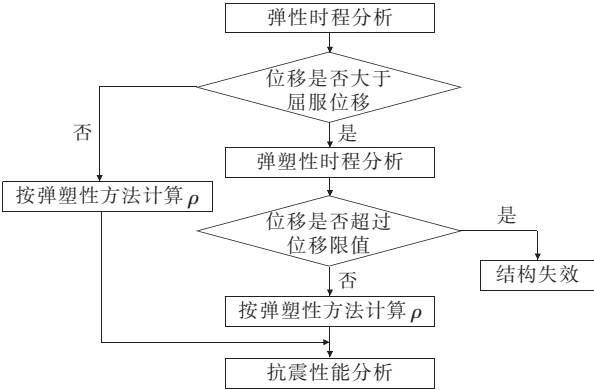 弹性时程分析
位移是否大于
屈服位移
否
是
弹塑性时程分析
按弹塑性方法计算ρ
位移是否超过
位移限值
是
结构失效
否
按弹塑性方法计算ρ
抗震性能分析